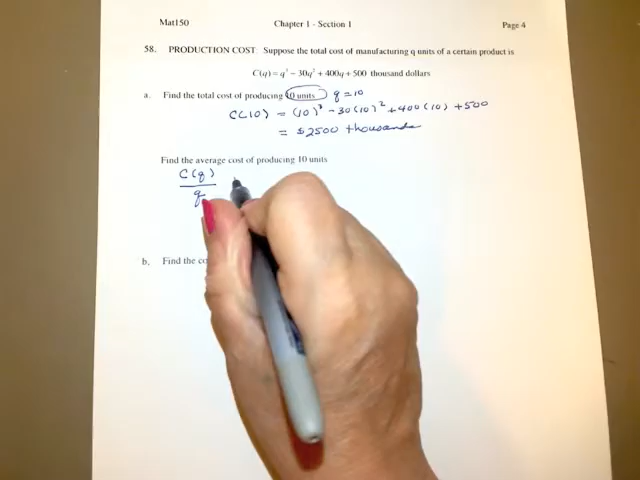 Mat150 Chapter 1 - Section 1 Page 4
58. PRODUCTION COST: Suppose the total cost of manufacturing q units of a certain product is
C(q) = q³ − 30q² + 400q + 500 thousand dollars
a. Find the total cost of producing 10 units q = 10
C(10) = (10)³ − 30(10)² + 400(10) + 500
= $2500 thousands
Find the average cost of producing 10 units
C(q)
q
b. Find the